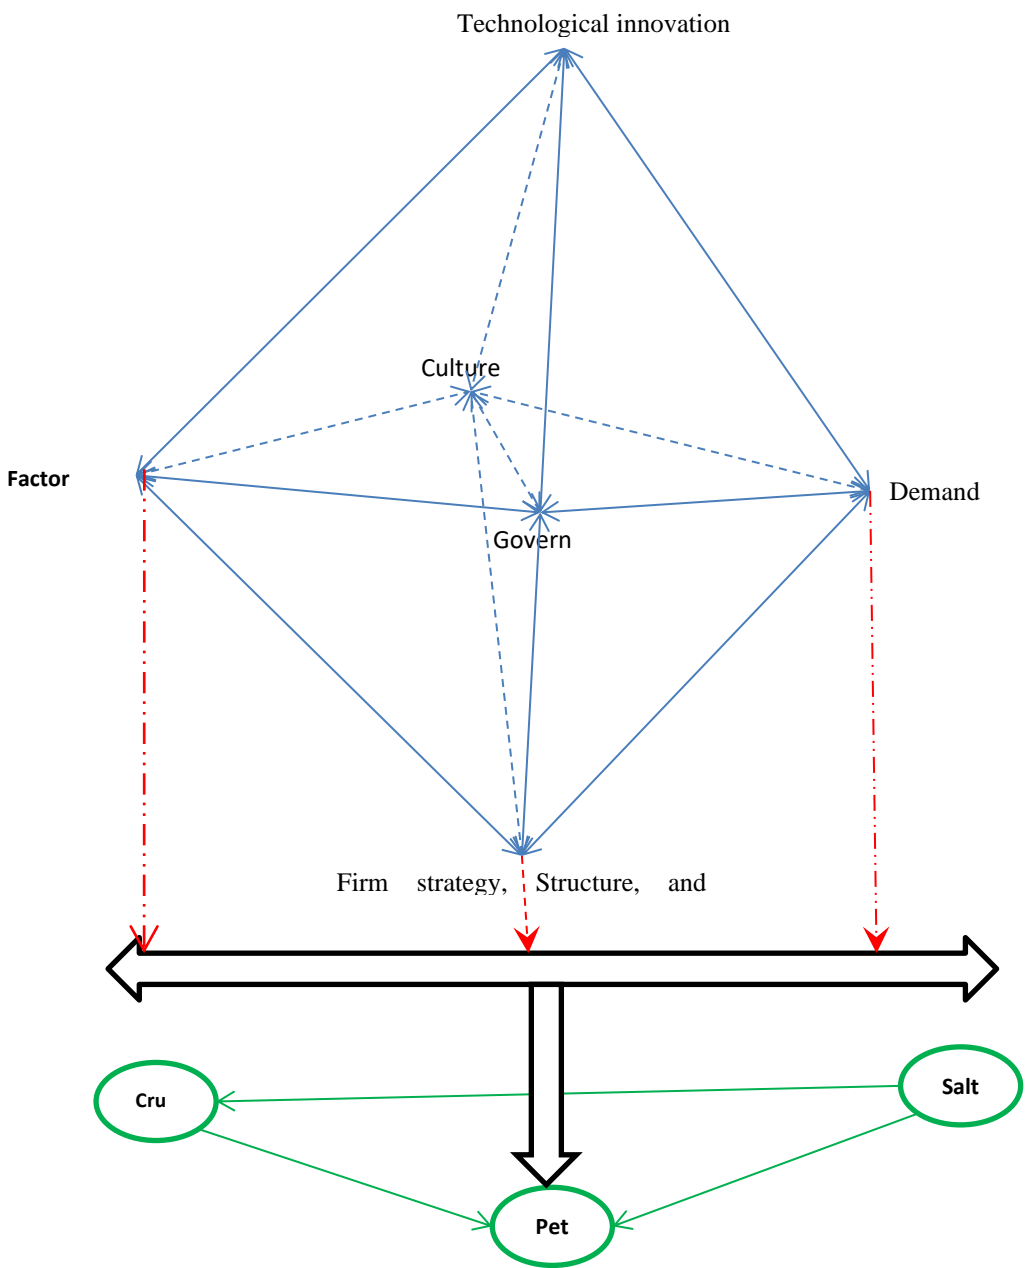 Technological innovation
Culture
Factor
Demand
Govern
Firm strategy, Structure, and
Cru
Salt
Pet